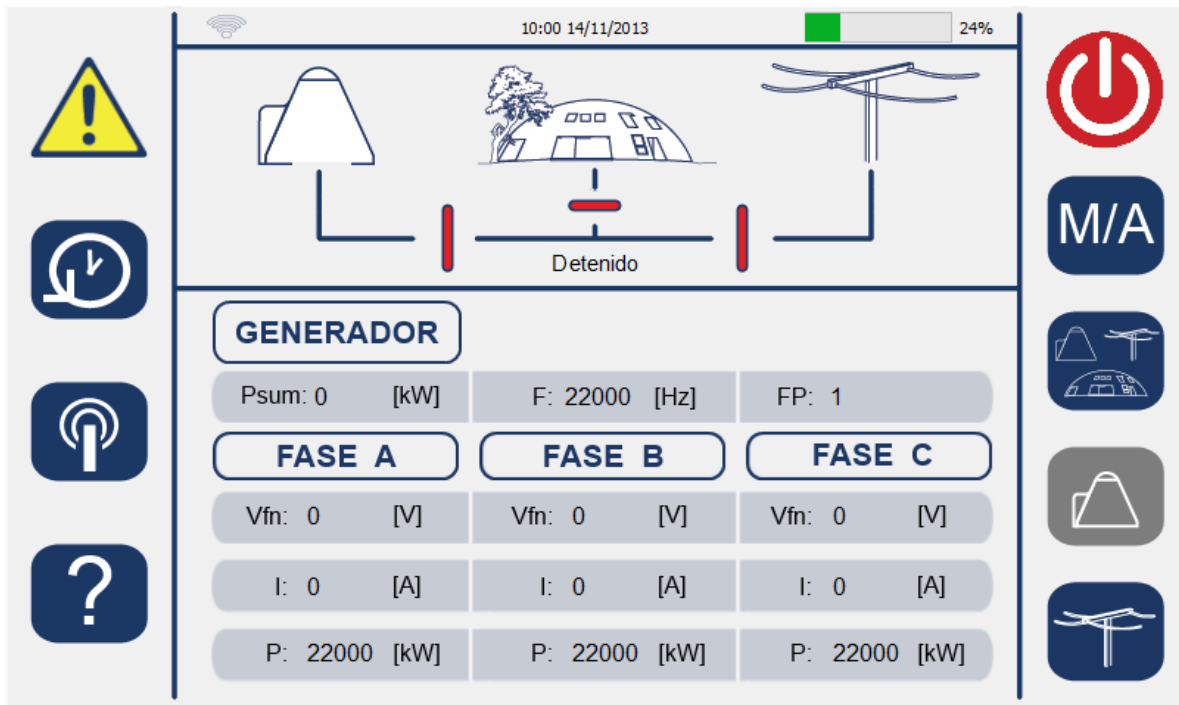 10:00 14/11/2013 24%
M/A
Detenido
GENERADOR
Psum: 0 [kW] F: 22000 [Hz] FP: 1
FASE A FASE B FASE C
Vfn: 0 [V] Vfn: 0 [V] Vfn: 0 [V]
I: 0 [A] I: 0 [A] I: 0 [A]
P: 22000 [kW] P: 22000 [kW] P: 22000 [kW]
?